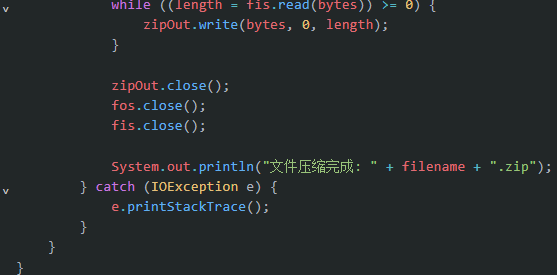 while ((length = fis.read(bytes)) >= 0) {
zipOut.write(bytes, 0, length);
}
zipOut.close();
fos.close();
fis.close();
System.out.println("文件压缩完成: " + filename + ".zip");
} catch (IOException e) {
e.printStackTrace();
}
}
}